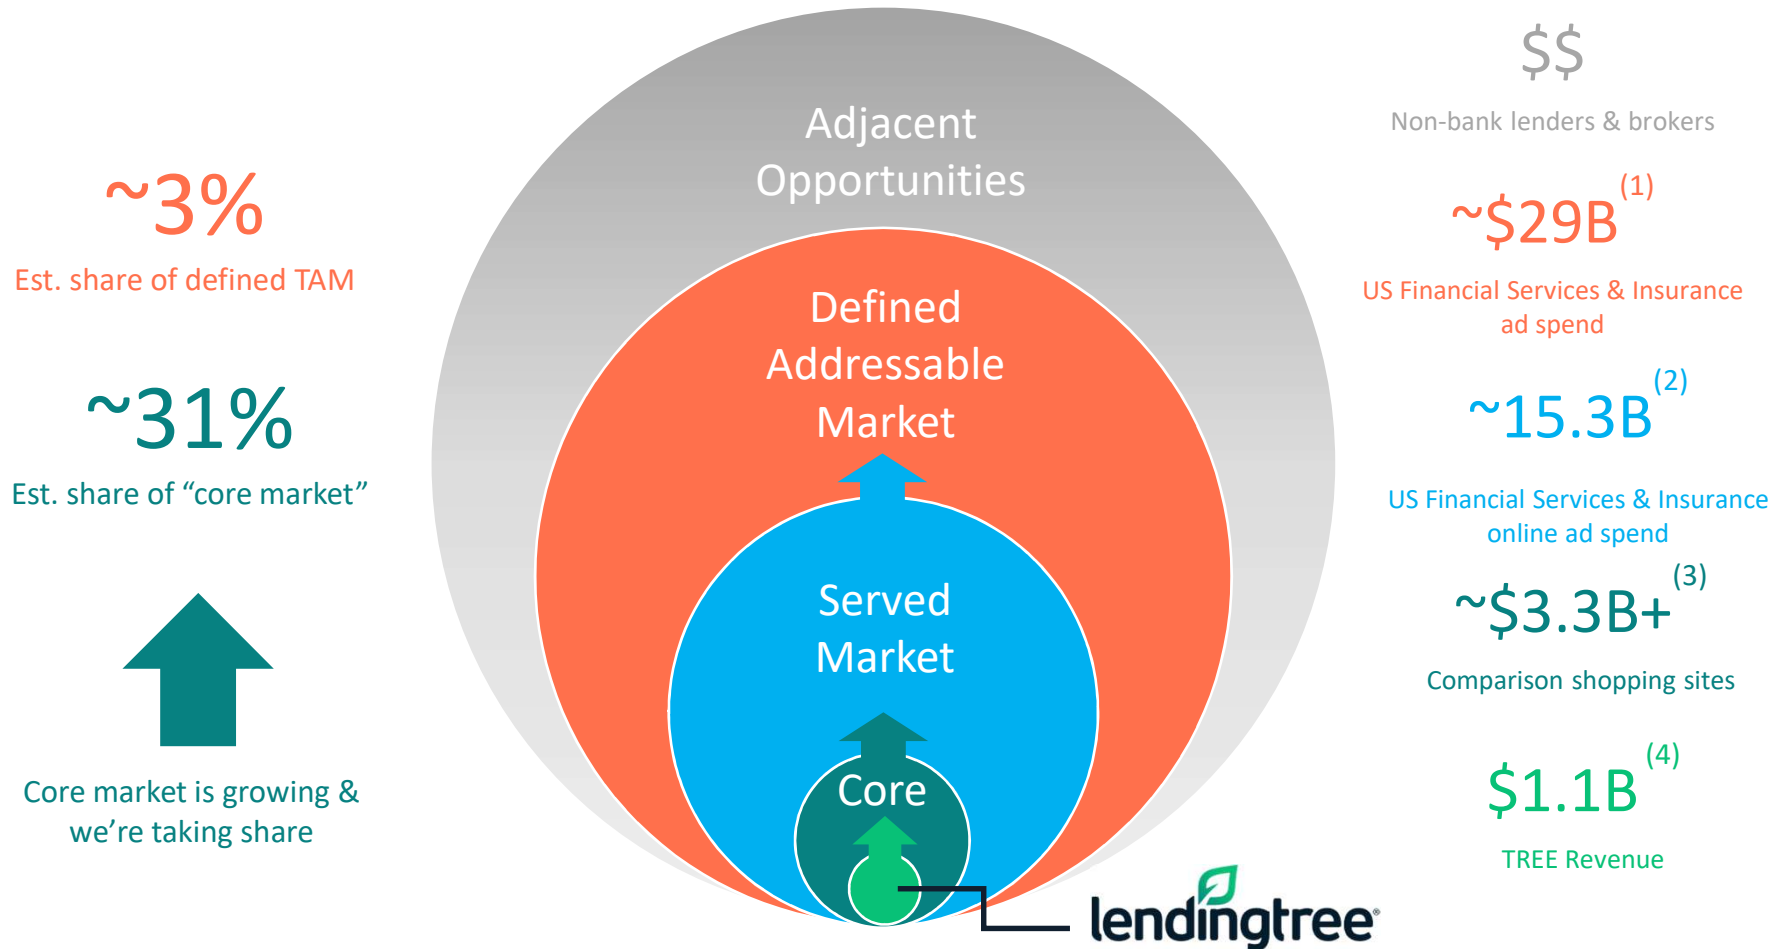 ~3%
Est. share of defined TAM
~31%
Est. share of “core market”
Core market is growing &
we’re taking share
Adjacent
Opportunities
Defined
Addressable
Market
Served
Market
Core
lendingtree®
$$
Non-bank lenders & brokers
~$29B(1)
US Financial Services & Insurance
ad spend
~15.3B(2)
US Financial Services & Insurance
online ad spend
~$3.3B+(3)
Comparison shopping sites
$1.1B(4)
TREE Revenue